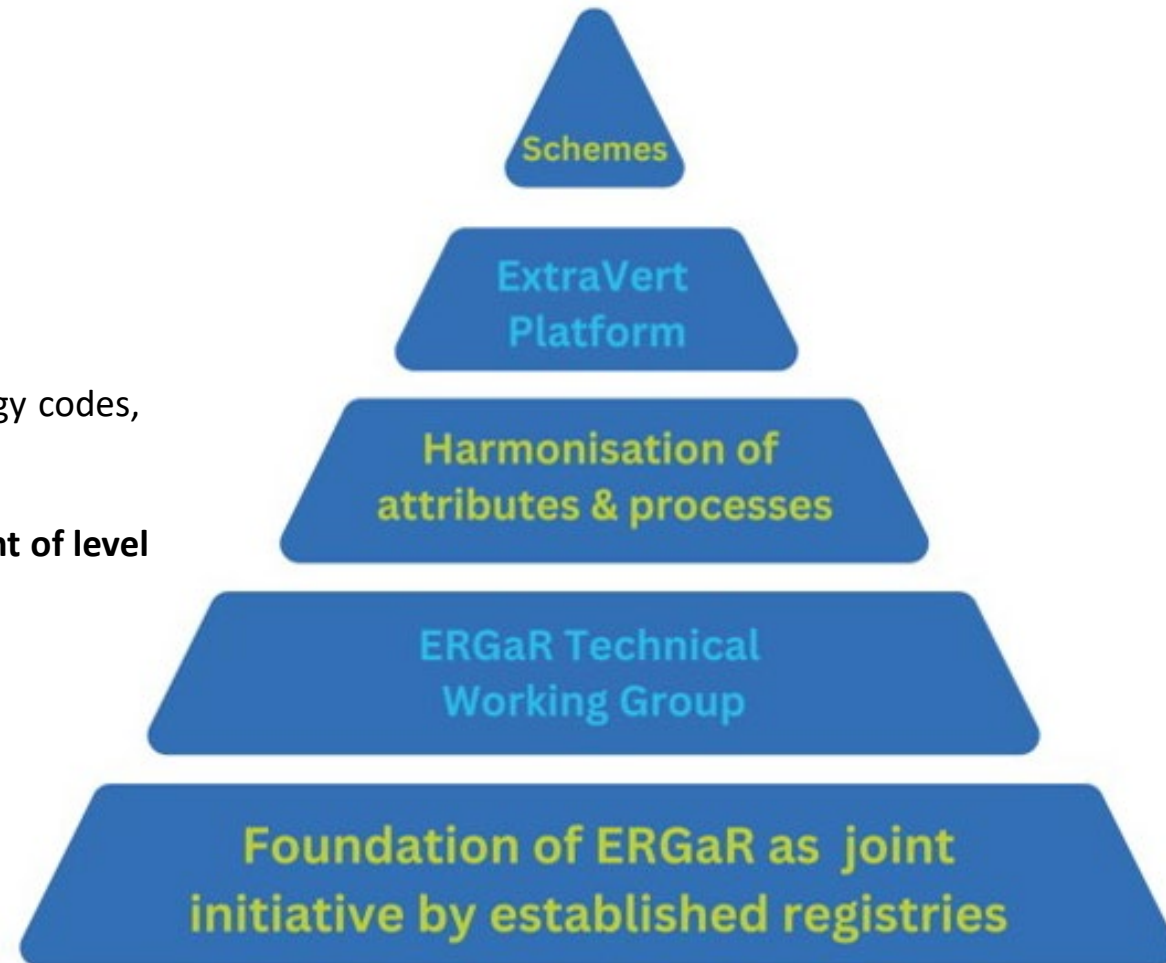 Schemes
ExtraVert
Platform
gy codes,
Harmonisation of
attributes & processes
nt of level
ERGaR Technical
Working Group
Foundation of ERGaR as joint
initiative by established registries